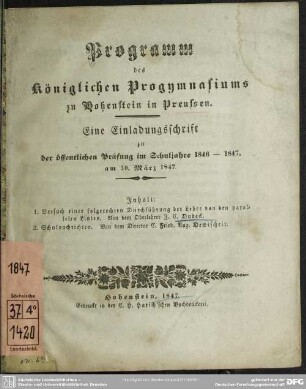 Programm
des
Königlichen Progymnasiums
zu Hohenstein in Preussen.
Eine Einladungsschrift
zu
der öffentlichen Prüfung im Schuljahre 1846 — 1847,
am 30. März 1847.
Inhalt:
1. Versuch einer folgerechten Durchführung der Lehre von den paral-
lelen Linien. Von dem Oberlehrer J. C. Dudeck.
2. Schulnachrichten. Von dem Director C. Fried. Aug. Dewischeit.
Hohenstein, 1847.
Gedruckt in der C. H. Harich'schen Buchdruckerei.
1847
Sächsische
37 4°
1420